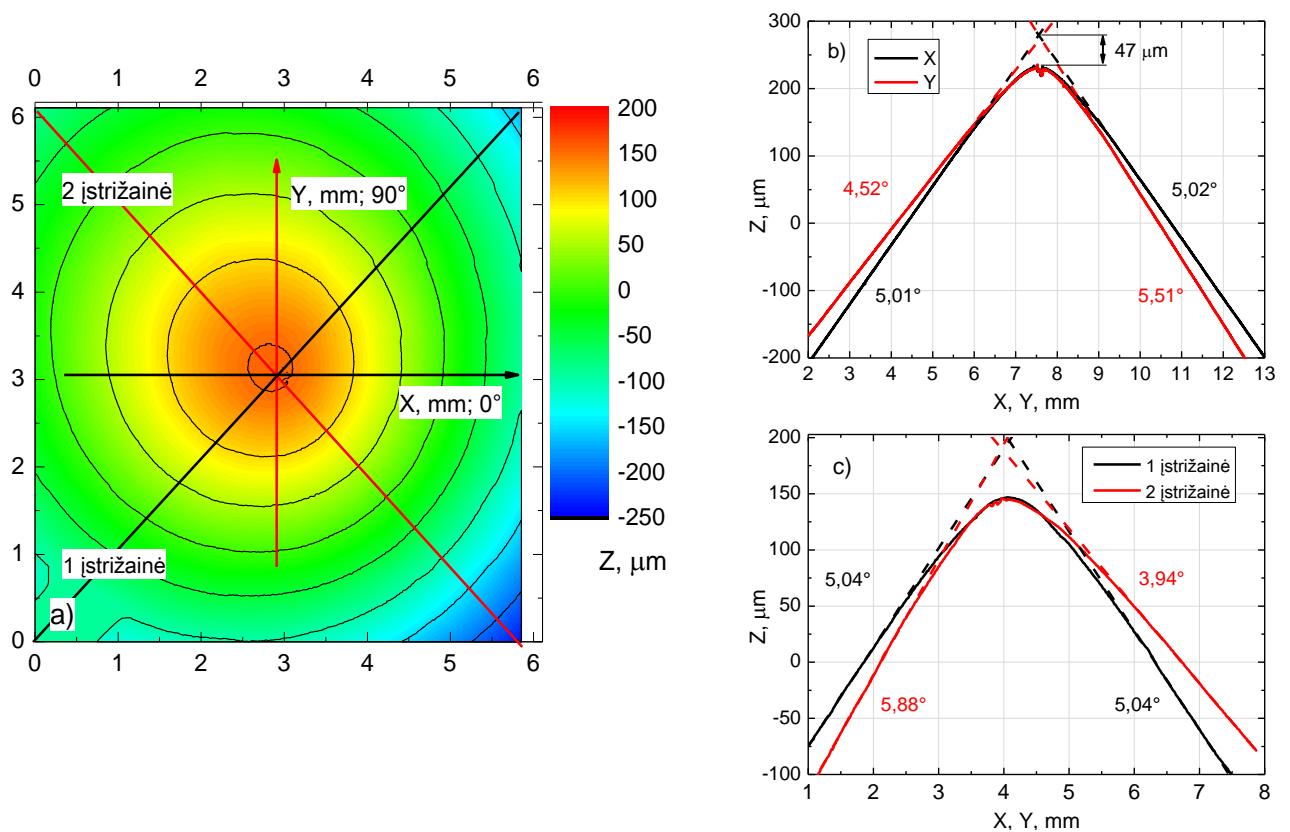 0 1 2 3 4 5 6
6
5
4
3
2
1
0
0 1 2 3 4 5 6
2 įstrižainė
Y, mm; 90°
X, mm; 0°
1 įstrižainė
a)
200
150
100
50
0
-50
-100
-150
-200
-250
Z, μm
b)
X
Y
47 μm
4,52°
5,02°
5,01°
5,51°
300
200
100
0
-100
-200
Z, μm
2 3 4 5 6 7 8 9 10 11 12 13
X, Y, mm
c)
1 įstrižainė
2 įstrižainė
5,04°
3,94°
5,88°
5,04°
200
150
100
50
0
-50
-100
Z, μm
1 2 3 4 5 6 7 8
X, Y, mm